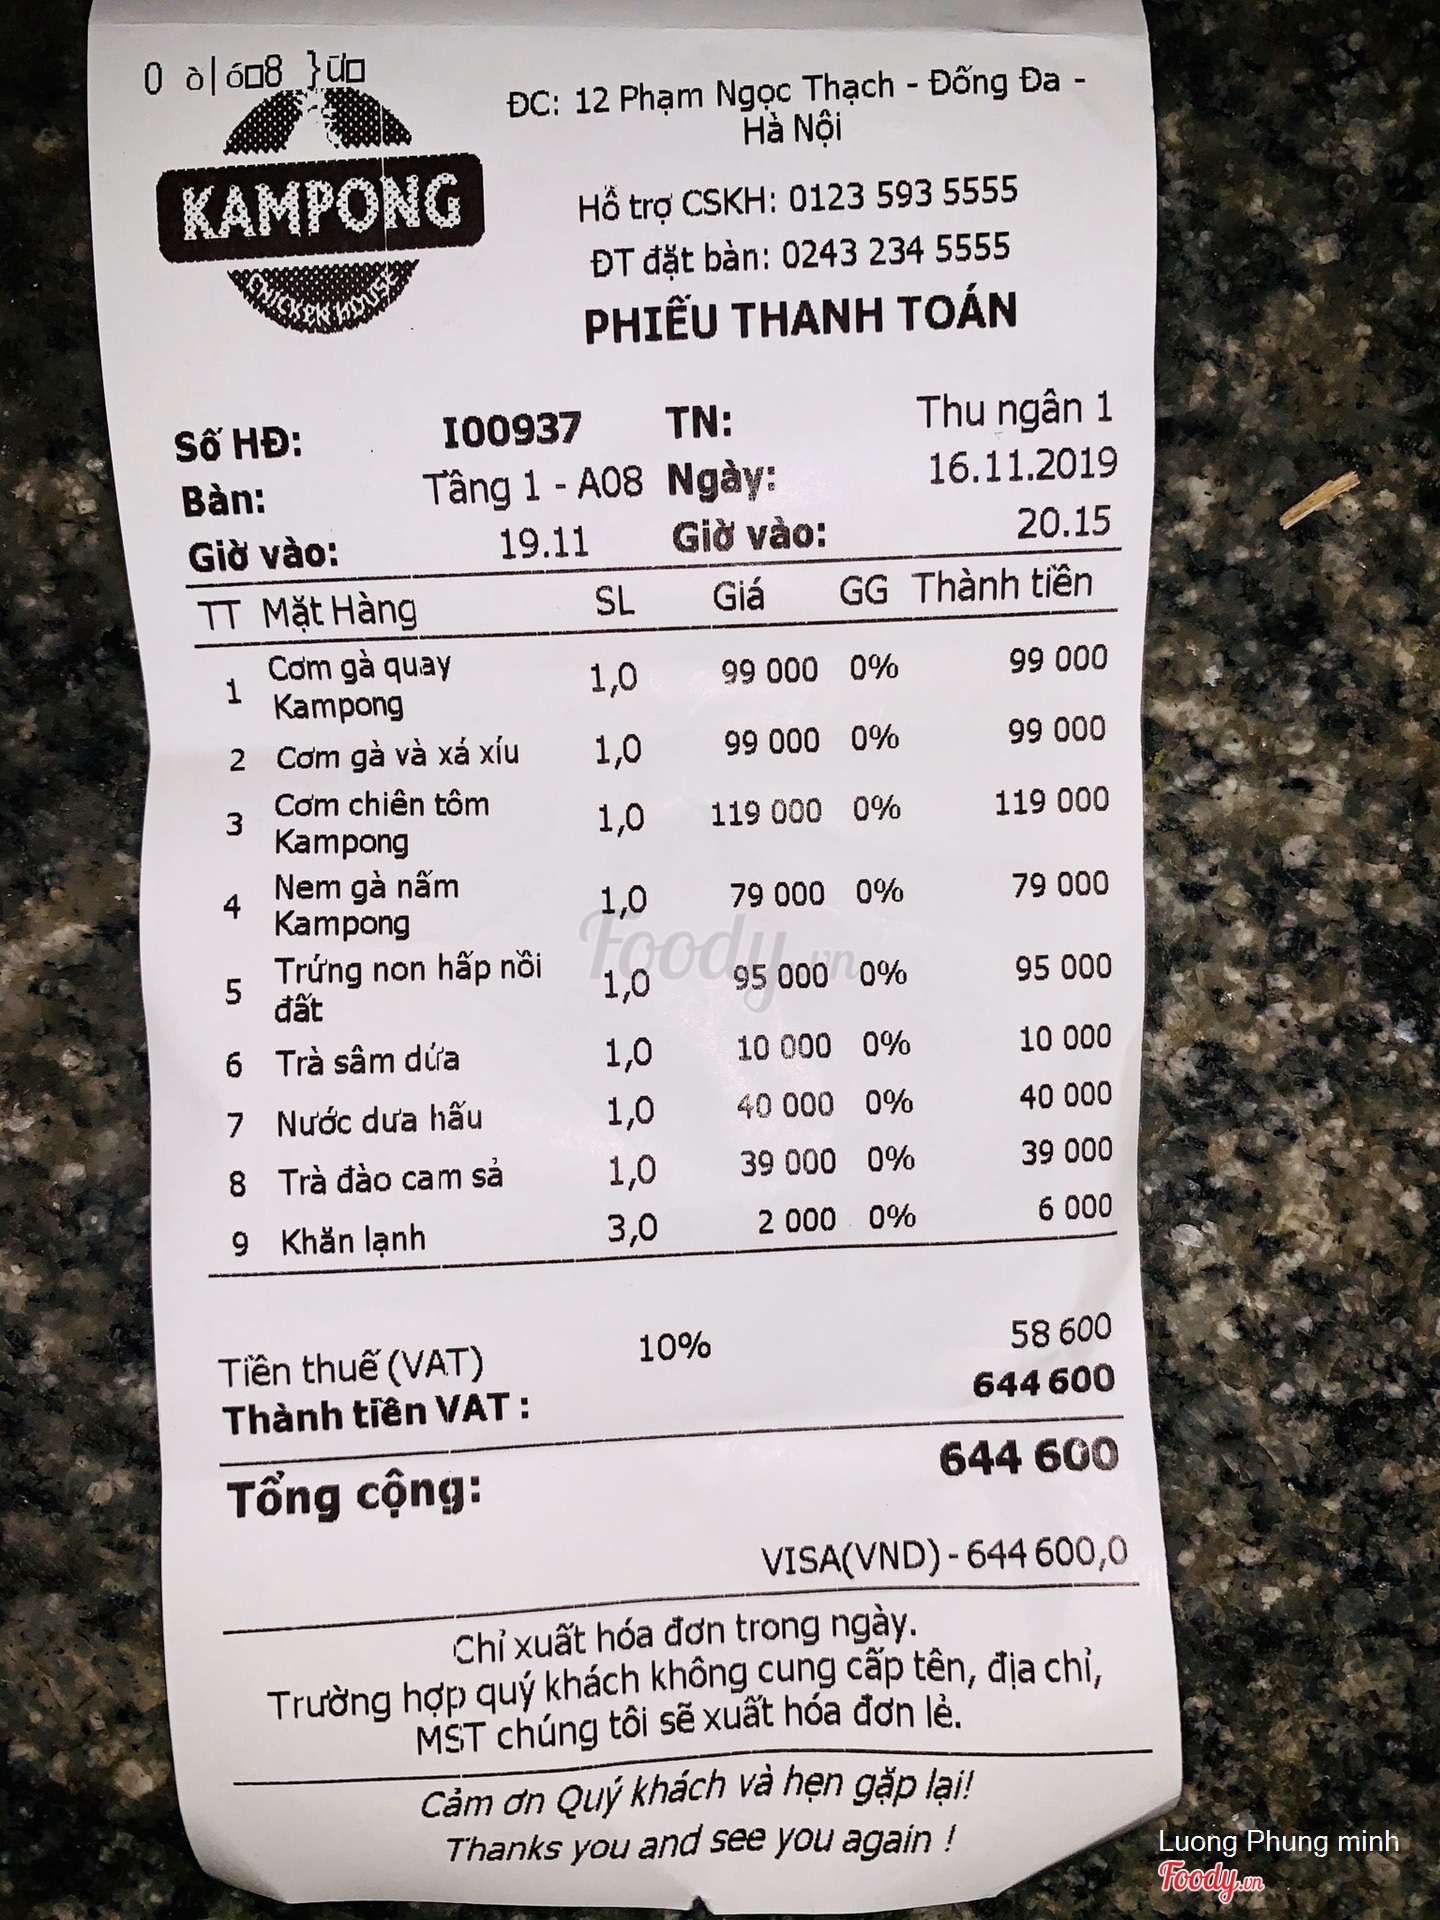 ĐC: 12 Phạm Ngọc Thạch - Đống Đa -
Hà Nội
KAMPONG
CHICKEN HOUSE
Hỗ trợ CSKH: 0123 593 5555
ĐT đặt bàn: 0243 234 5555
PHIẾU THANH TOÁN
Số HĐ: I00937 TN: Thu ngân 1
Bàn: Tầng 1 - A08 Ngày: 16.11.2019
Giờ vào: 19.11 Giờ vào: 20.15
TT Mặt Hàng SL Giá GG Thành tiền
1 Cơm gà quay Kampong 1,0 99 000 0% 99 000
2 Cơm gà và xá xíu 1,0 99 000 0% 99 000
3 Cơm chiên tôm Kampong 1,0 119 000 0% 119 000
4 Nem gà nấm Kampong 1,0 79 000 0% 79 000
5 Trứng non hấp nồi đất 1,0 95 000 0% 95 000
6 Trà sâm dứa 1,0 10 000 0% 10 000
7 Nước dưa hấu 1,0 40 000 0% 40 000
8 Trà đào cam sả 1,0 39 000 0% 39 000
9 Khăn lạnh 3,0 2 000 0% 6 000
Tiền thuế (VAT) 10% 58 600
Thành tiền VAT : 644 600
Tổng cộng: 644 600
VISA(VND) - 644 600,0
Chỉ xuất hóa đơn trong ngày.
Trường hợp quý khách không cung cấp tên, địa chỉ,
MST chúng tôi sẽ xuất hóa đơn lẻ.
Cảm ơn Quý khách và hẹn gặp lại!
Thanks you and see you again !
Foody.vn
Luong Phung minh
Foody.vn